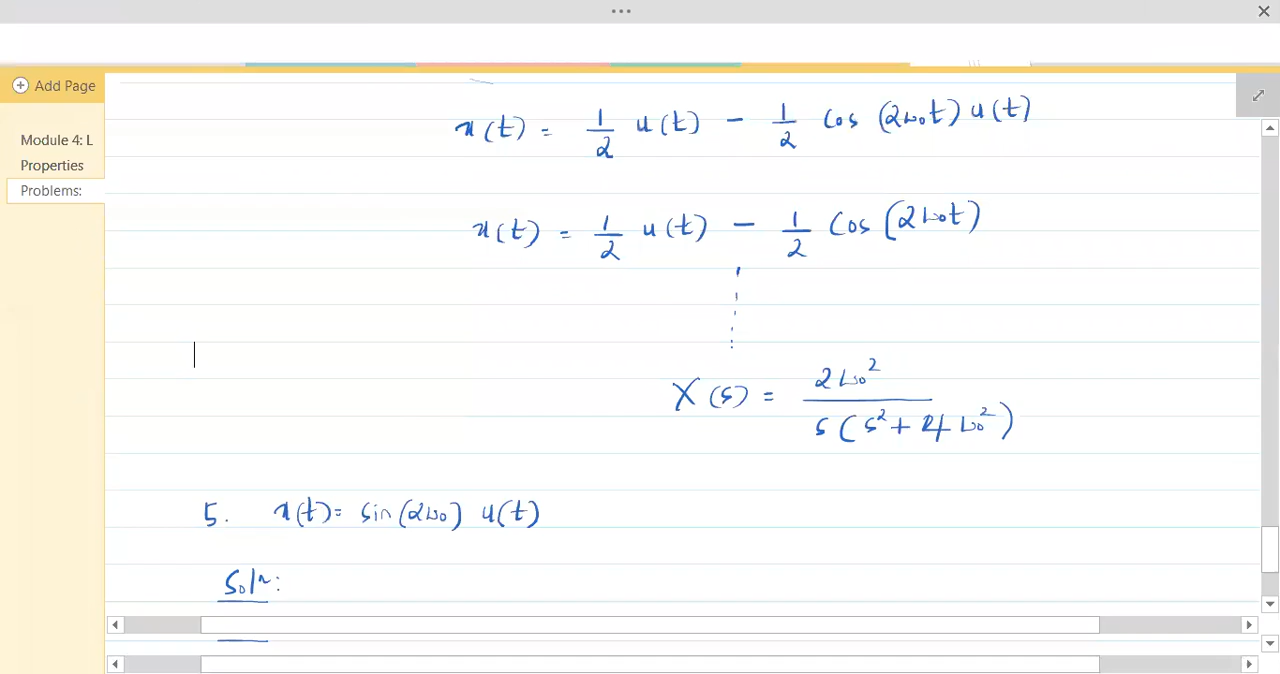 Add Page
Module 4: L
Properties
Problems:
x(t) = 1/2 u(t) - 1/2 Cos (2ω₀t) u(t)
x(t) = 1/2 u(t) - 1/2 Cos (2ω₀t)
X(s) = 2ω₀² / s(s² + 4ω₀²)
5. x(t) = sin(2ω₀) u(t)
Solⁿ: